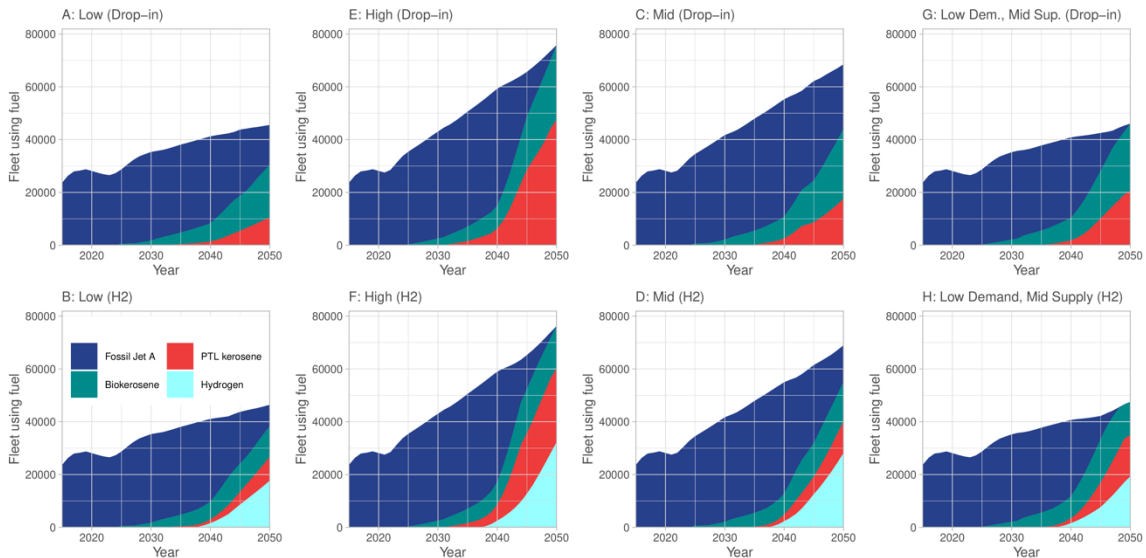 A: Low (Drop-in)
E: High (Drop-in)
C: Mid (Drop-in)
G: Low Dem., Mid Sup. (Drop-in)
80000
60000
40000
20000
0
Fleet using fuel
2020 2030 2040 2050
Year
80000
60000
40000
20000
0
Fleet using fuel
2020 2030 2040 2050
Year
80000
60000
40000
20000
0
Fleet using fuel
2020 2030 2040 2050
Year
80000
60000
40000
20000
0
Fleet using fuel
2020 2030 2040 2050
Year
B: Low (H2)
F: High (H2)
D: Mid (H2)
H: Low Demand, Mid Supply (H2)
80000
60000
40000
20000
0
Fleet using fuel
Fossil Jet A
PTL kerosene
Biokerosene
Hydrogen
2020 2030 2040 2050
Year
80000
60000
40000
20000
0
Fleet using fuel
2020 2030 2040 2050
Year
80000
60000
40000
20000
0
Fleet using fuel
2020 2030 2040 2050
Year
80000
60000
40000
20000
0
Fleet using fuel
2020 2030 2040 2050
Year